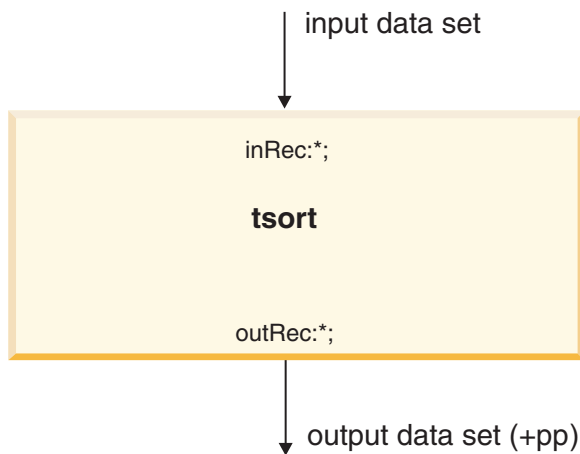 input data set
inRec:*;
tsort
outRec:*;
output data set (+pp)